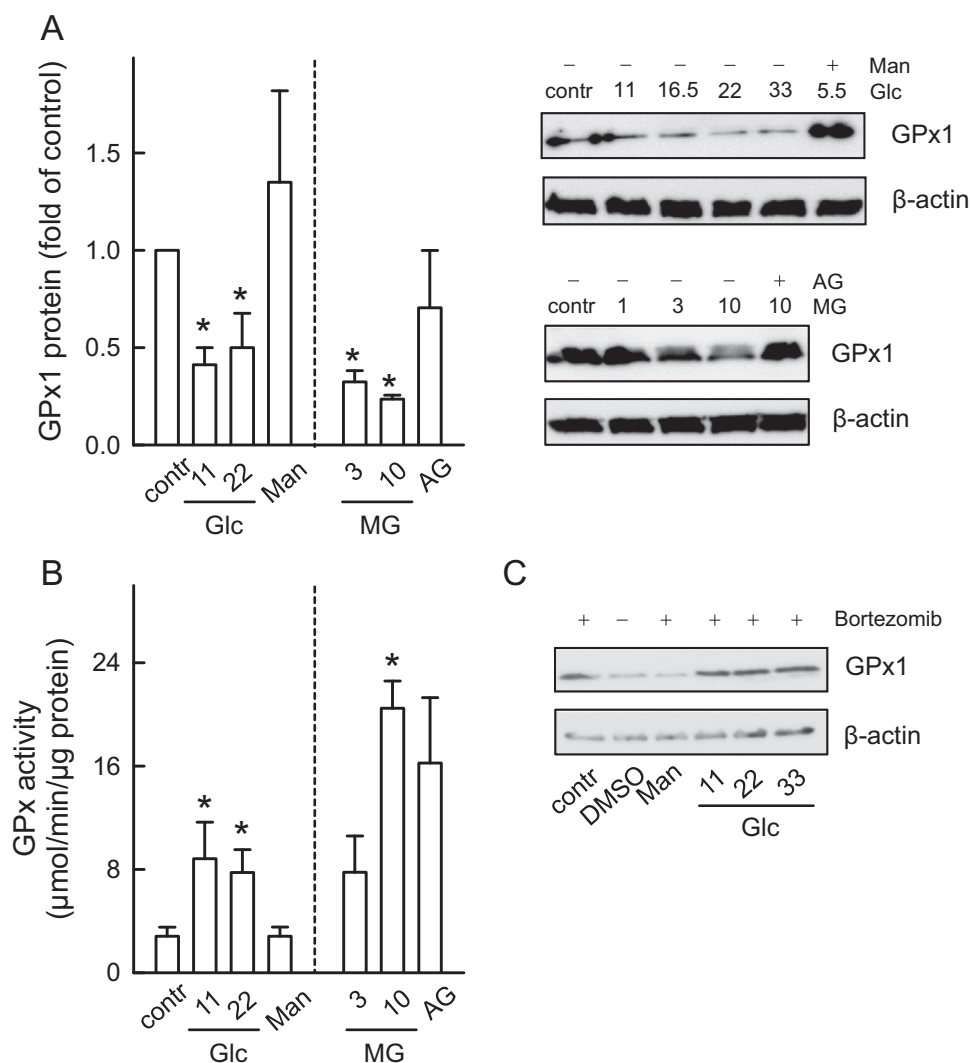 A
GPx1 protein (fold of control)
1.5
1.0
0.5
0.0
contr 11 22 Man 3 10 AG
Glc MG
– – – – – + Man
contr 11 16.5 22 33 5.5 Glc
GPx1
β-actin
– – – – + AG
contr 1 3 10 10 MG
GPx1
β-actin
B
GPx activity
(μmol/min/μg protein)
24
16
8
0
contr 11 22 Man 3 10 AG
Glc MG
* * * * * * *
C
+ – + + + + Bortezomib
GPx1
β-actin
contr DMSO Man 11 22 33
Glc